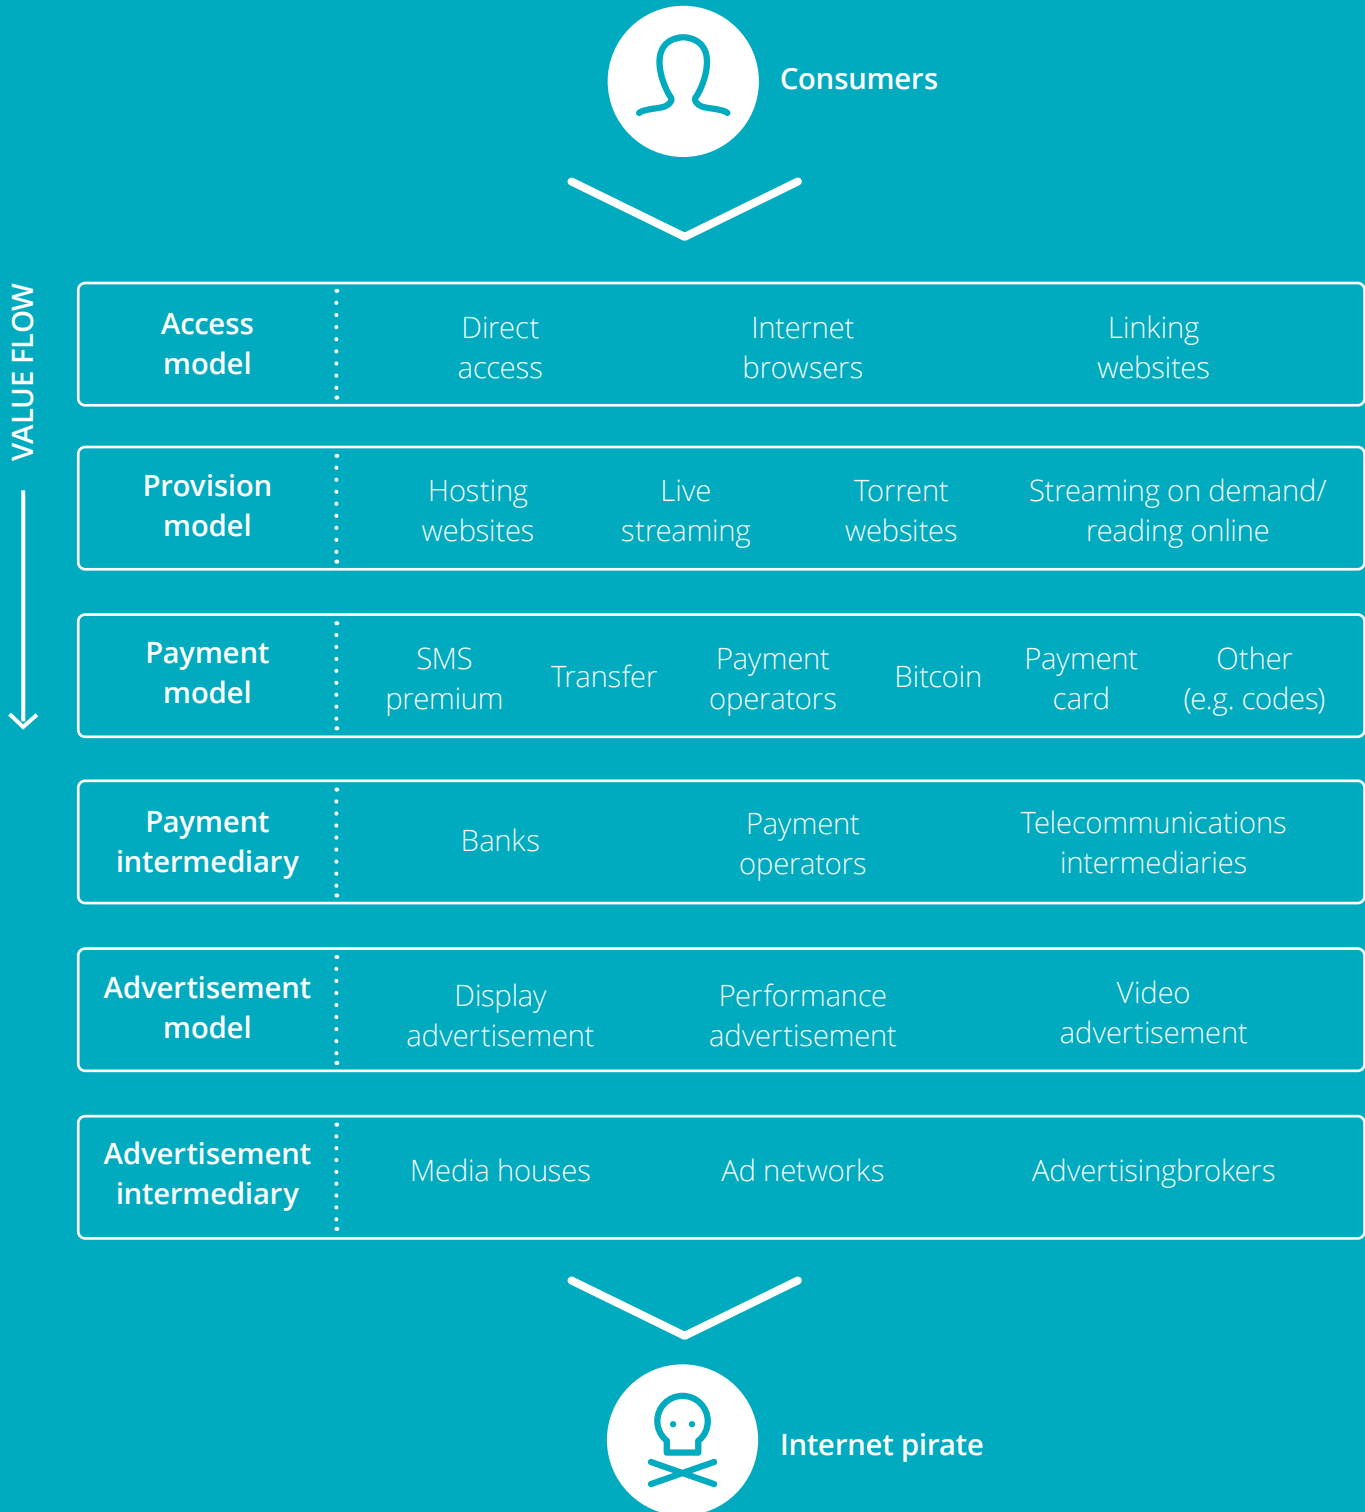 Consumers
VALUE FLOW
Access
model
Direct
access
Internet
browsers
Linking
websites
Provision
model
Hosting
websites
Live
streaming
Torrent
websites
Streaming on demand/
reading online
Payment
model
SMS
premium
Transfer
Payment
operators
Bitcoin
Payment
card
Other
(e.g. codes)
Payment
intermediary
Banks
Payment
operators
Telecommunications
intermediaries
Advertisement
model
Display
advertisement
Performance
advertisement
Video
advertisement
Advertisement
intermediary
Media houses
Ad networks
Advertisingbrokers
Internet pirate